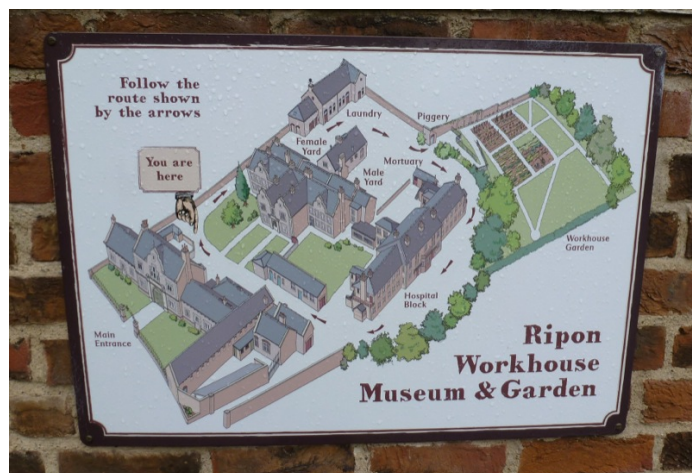 Follow the
route shown
by the arrows
You are
here
Laundry
Piggery
Female
Yard
Mortuary
Male
Yard
Workhouse
Garden
Hospital
Block
Main
Entrance
Ripon
Workhouse
Museum & Garden